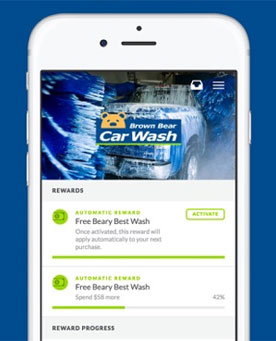 Brown Bear
Car Wash
REWARDS
AUTOMATIC REWARD
ACTIVATE
Free Beary Best Wash
Once activated, this reward will
apply automatically to your next
purchase.
AUTOMATIC REWARD
Free Beary Best Wash
Spend $58 more
42%
REWARD PROGRESS